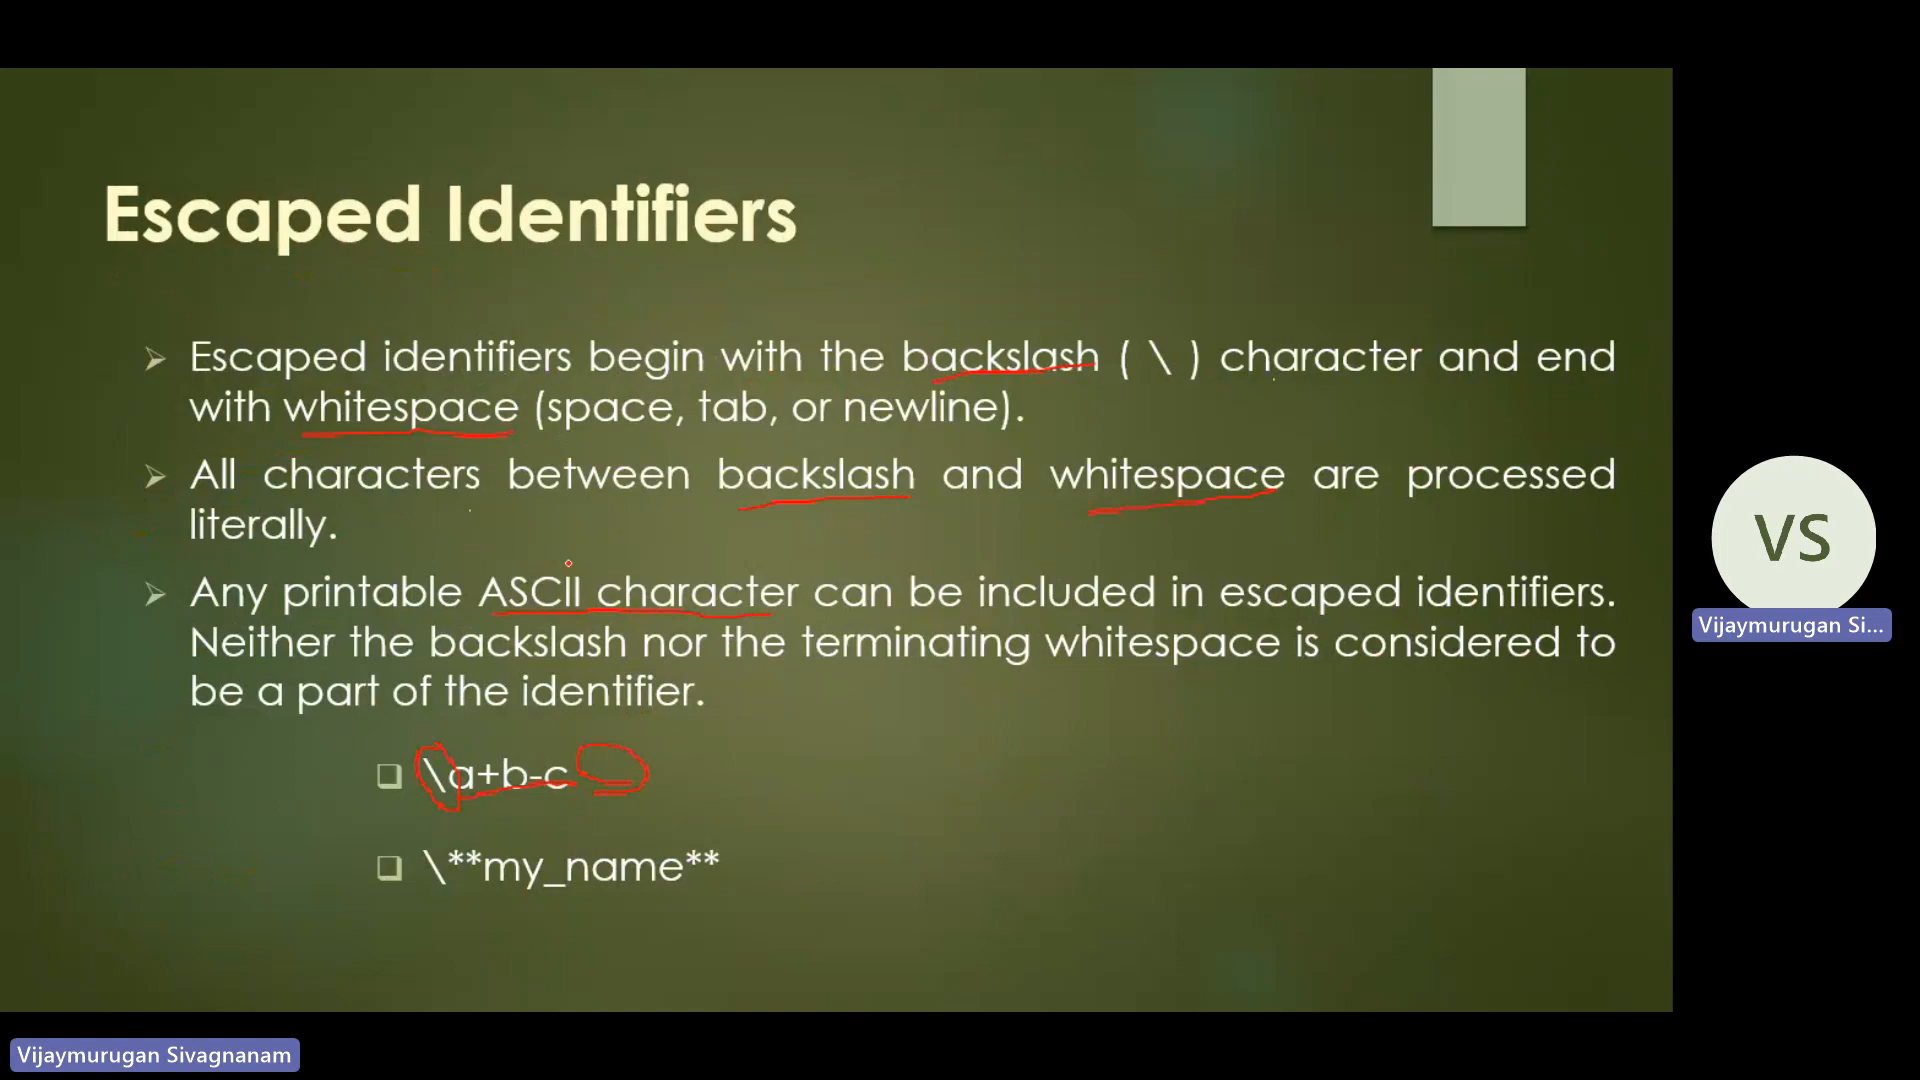 Escaped Identifiers
Escaped identifiers begin with the backslash ( \ ) character and end
with whitespace (space, tab, or newline).
All characters between backslash and whitespace are processed
literally.
Any printable ASCII character can be included in escaped identifiers.
Neither the backslash nor the terminating whitespace is considered to
be a part of the identifier.
\a+b-c
\**my_name**
VS
Vijaymurugan Si...
Vijaymurugan Sivagnanam